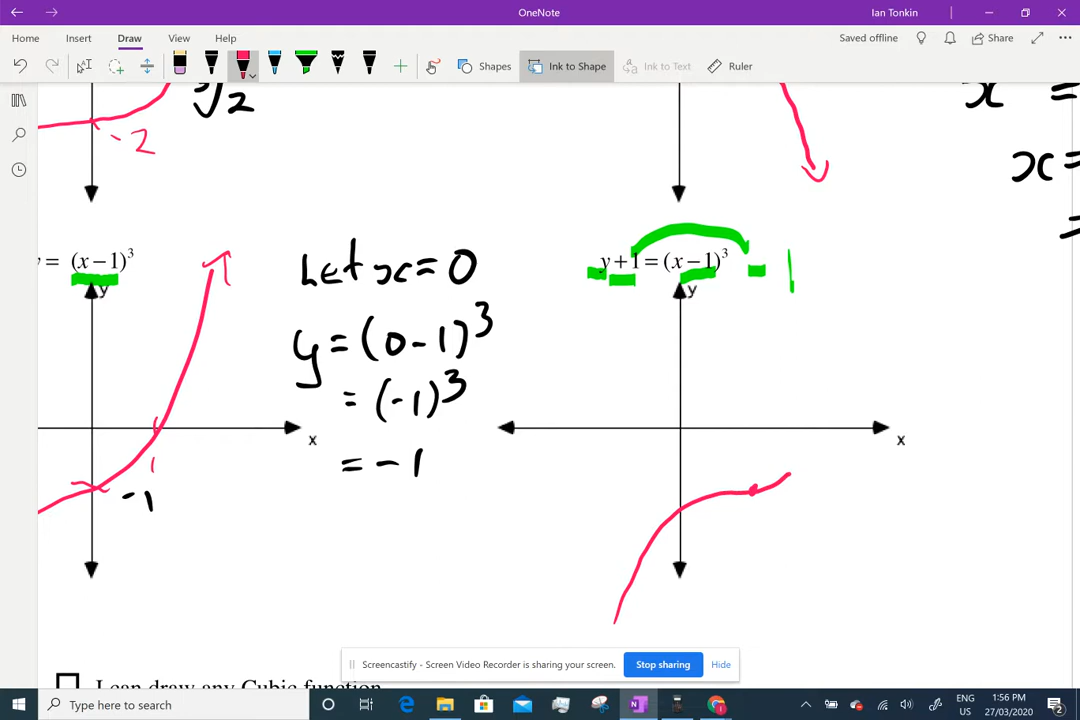 OneNote
Ian Tonkin
Home Insert Draw View Help
Saved offline
Share
Shapes
Ink to Shape
Ink to Text
Ruler
∛2
-2
x =
x =
=
y = (x − 1)³
y
x
-1
1
Let x = 0
y = (0 - 1)³
= (-1)³
= -1
y + 1 = (x − 1)³ - 1
y
x
I can draw any Cubic function
Screencastify - Screen Video Recorder is sharing your screen.
Stop sharing
Hide
Type here to search
ENG
US
1:56 PM
27/03/2020
2